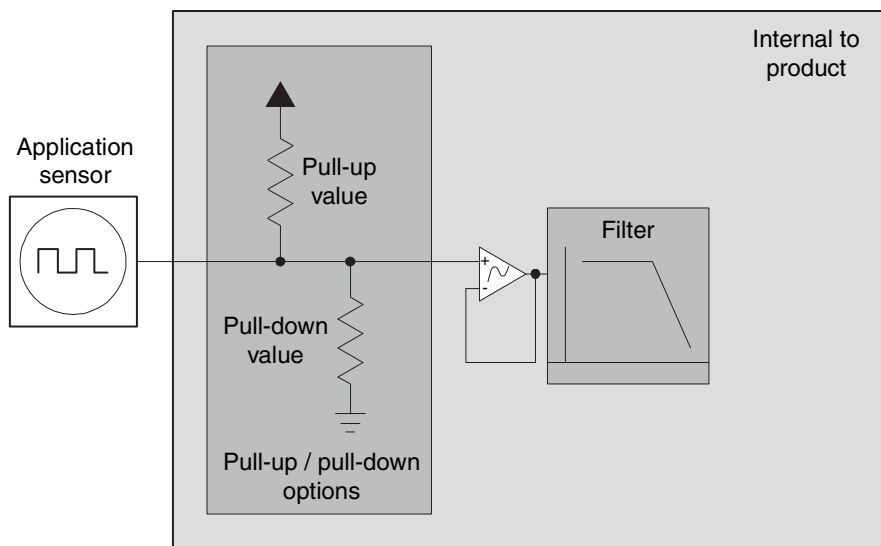 Internal to
product
Application
sensor
Pull-up
value
Filter
+
-
Pull-down
value
Pull-up / pull-down
options